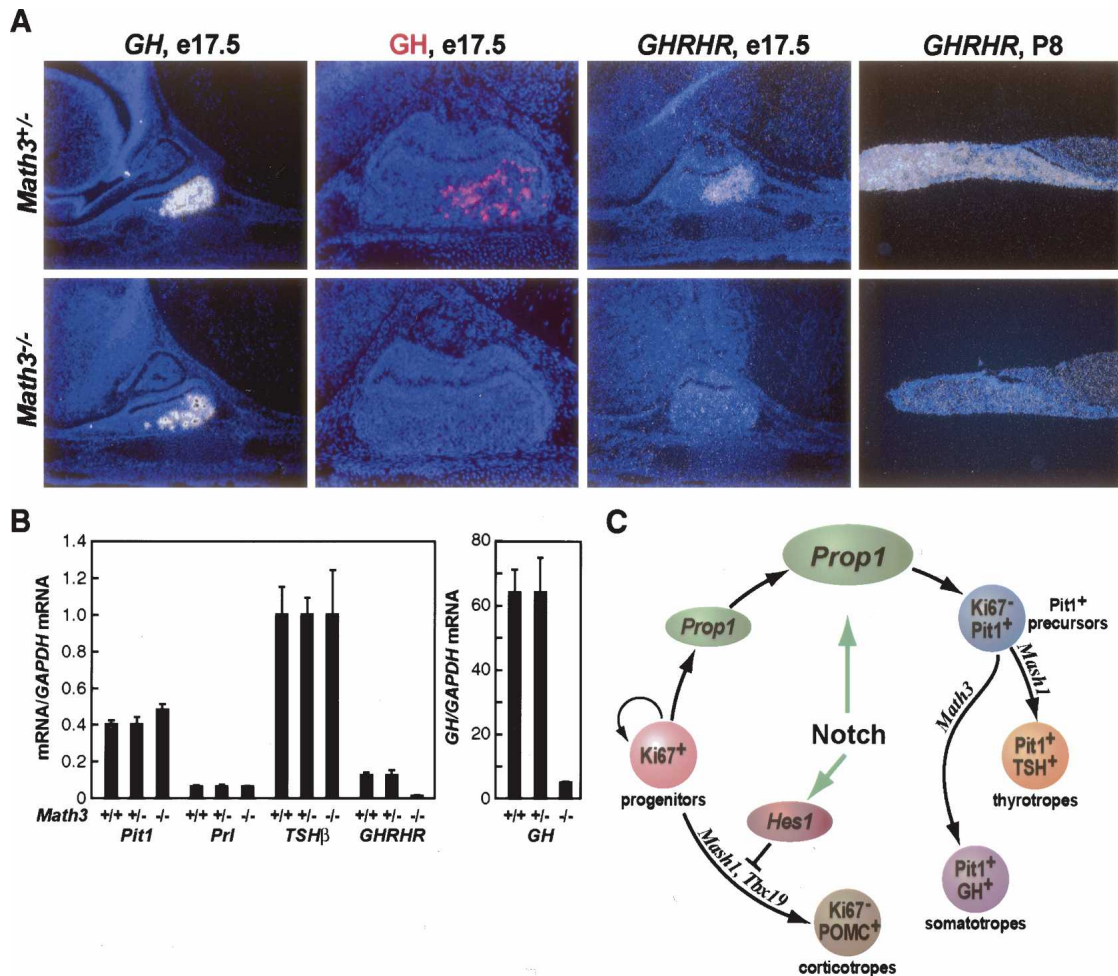 A
GH, e17.5
GH, e17.5
GHRHR, e17.5
GHRHR, P8
Math3+/-
Math3-/-
B
mRNA/GAPDH mRNA
1.4
1.2
1.0
0.8
0.6
0.4
0.2
0
Math3 +/+ +/- -/- +/+ +/- -/- +/+ +/- -/- +/+ +/- -/-
Pit1 Prl TSHβ GHRHR
GH/GAPDH mRNA
80
60
40
20
0
+/+ +/- -/-
GH
C
Prop1
Prop1
Ki67-
Pit1+
Pit1+
precursors
Mash1
Math3
Notch
Ki67+
progenitors
Pit1+
TSH+
thyrotropes
Hes1
Mash1, Tbx19
Pit1+
GH+
somatotropes
Ki67-
POMC+
corticotropes